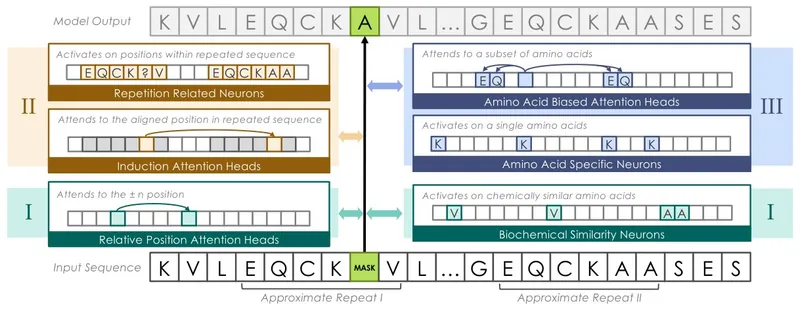 Model Output
K V L E Q C K A V L ... G E Q C K A A S E S
II
Activates on positions within repeated sequence
E Q C K ? V E Q C K A A
Repetition Related Neurons
Attends to the aligned position in repeated sequence
Induction Attention Heads
I
Attends to the ± n position
Relative Position Attention Heads
III
Attends to a subset of amino acids
E Q E Q
Amino Acid Biased Attention Heads
Activates on a single amino acids
K K K K
Amino Acid Specific Neurons
I
Activates on chemically similar amino acids
V V A A
Biochemical Similarity Neurons
Input Sequence
K V L E Q C K MASK V L ... G E Q C K A A S E S
Approximate Repeat I
Approximate Repeat II